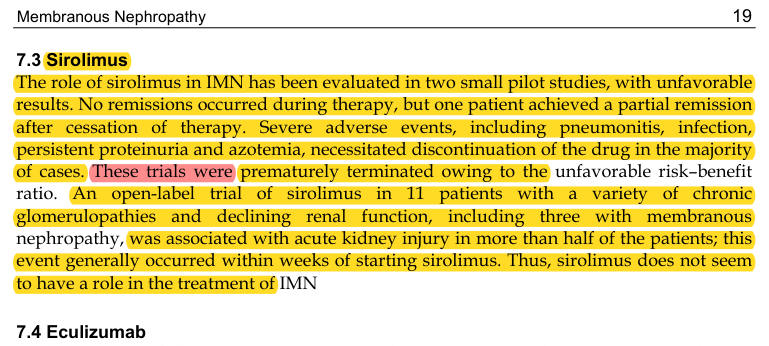 Membranous Nephropathy 19
7.3 Sirolimus
The role of sirolimus in IMN has been evaluated in two small pilot studies, with unfavorable
results. No remissions occurred during therapy, but one patient achieved a partial remission
after cessation of therapy. Severe adverse events, including pneumonitis, infection,
persistent proteinuria and azotemia, necessitated discontinuation of the drug in the majority
of cases. These trials were prematurely terminated owing to the unfavorable risk–benefit
ratio. An open-label trial of sirolimus in 11 patients with a variety of chronic
glomerulopathies and declining renal function, including three with membranous
nephropathy, was associated with acute kidney injury in more than half of the patients; this
event generally occurred within weeks of starting sirolimus. Thus, sirolimus does not seem
to have a role in the treatment of IMN
7.4 Eculizumab